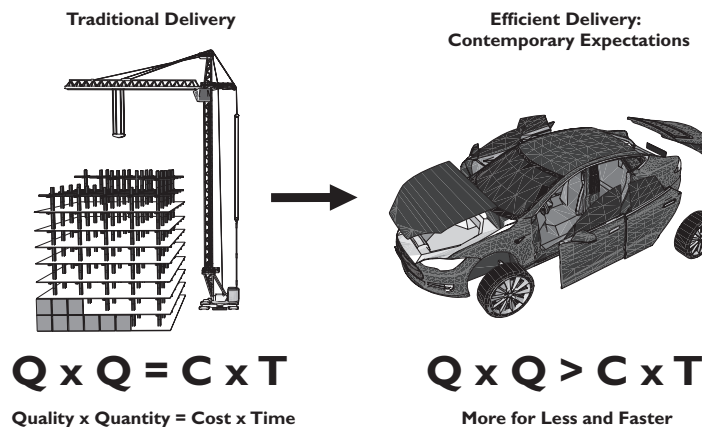 Traditional Delivery
Efficient Delivery:
Contemporary Expectations
Q x Q = C x T
Q x Q > C x T
Quality x Quantity = Cost x Time
More for Less and Faster